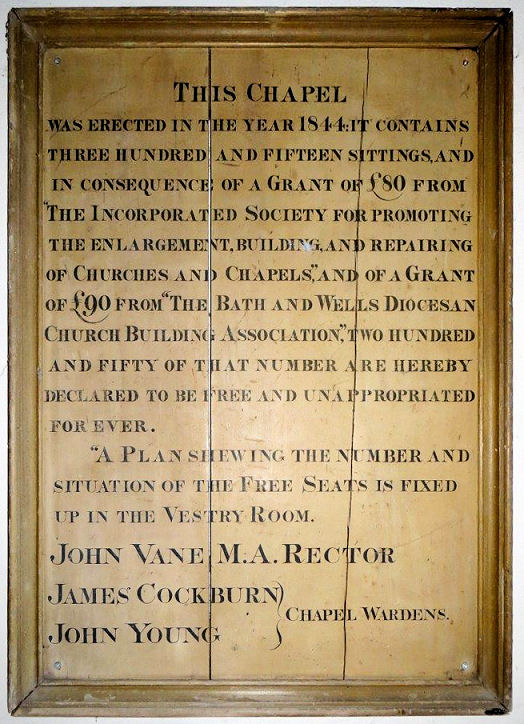 THIS CHAPEL
WAS ERECTED IN THE YEAR 1844: IT CONTAINS
THREE HUNDRED AND FIFTEEN SITTINGS, AND
IN CONSEQUENCE OF A GRANT OF £80 FROM
"THE INCORPORATED SOCIETY FOR PROMOTING
THE ENLARGEMENT, BUILDING, AND REPAIRING
OF CHURCHES AND CHAPELS," AND OF A GRANT
OF £90 FROM "THE BATH AND WELLS DIOCESAN
CHURCH BUILDING ASSOCIATION," TWO HUNDRED
AND FIFTY OF THAT NUMBER ARE HEREBY
DECLARED TO BE FREE AND UNAPPROPRIATED
FOR EVER.
"A PLAN SHEWING THE NUMBER AND
SITUATION OF THE FREE SEATS IS FIXED
UP IN THE VESTRY ROOM.
JOHN VANE, M.A. RECTOR
JAMES COCKBURN
JOHN YOUNG
CHAPEL WARDENS.